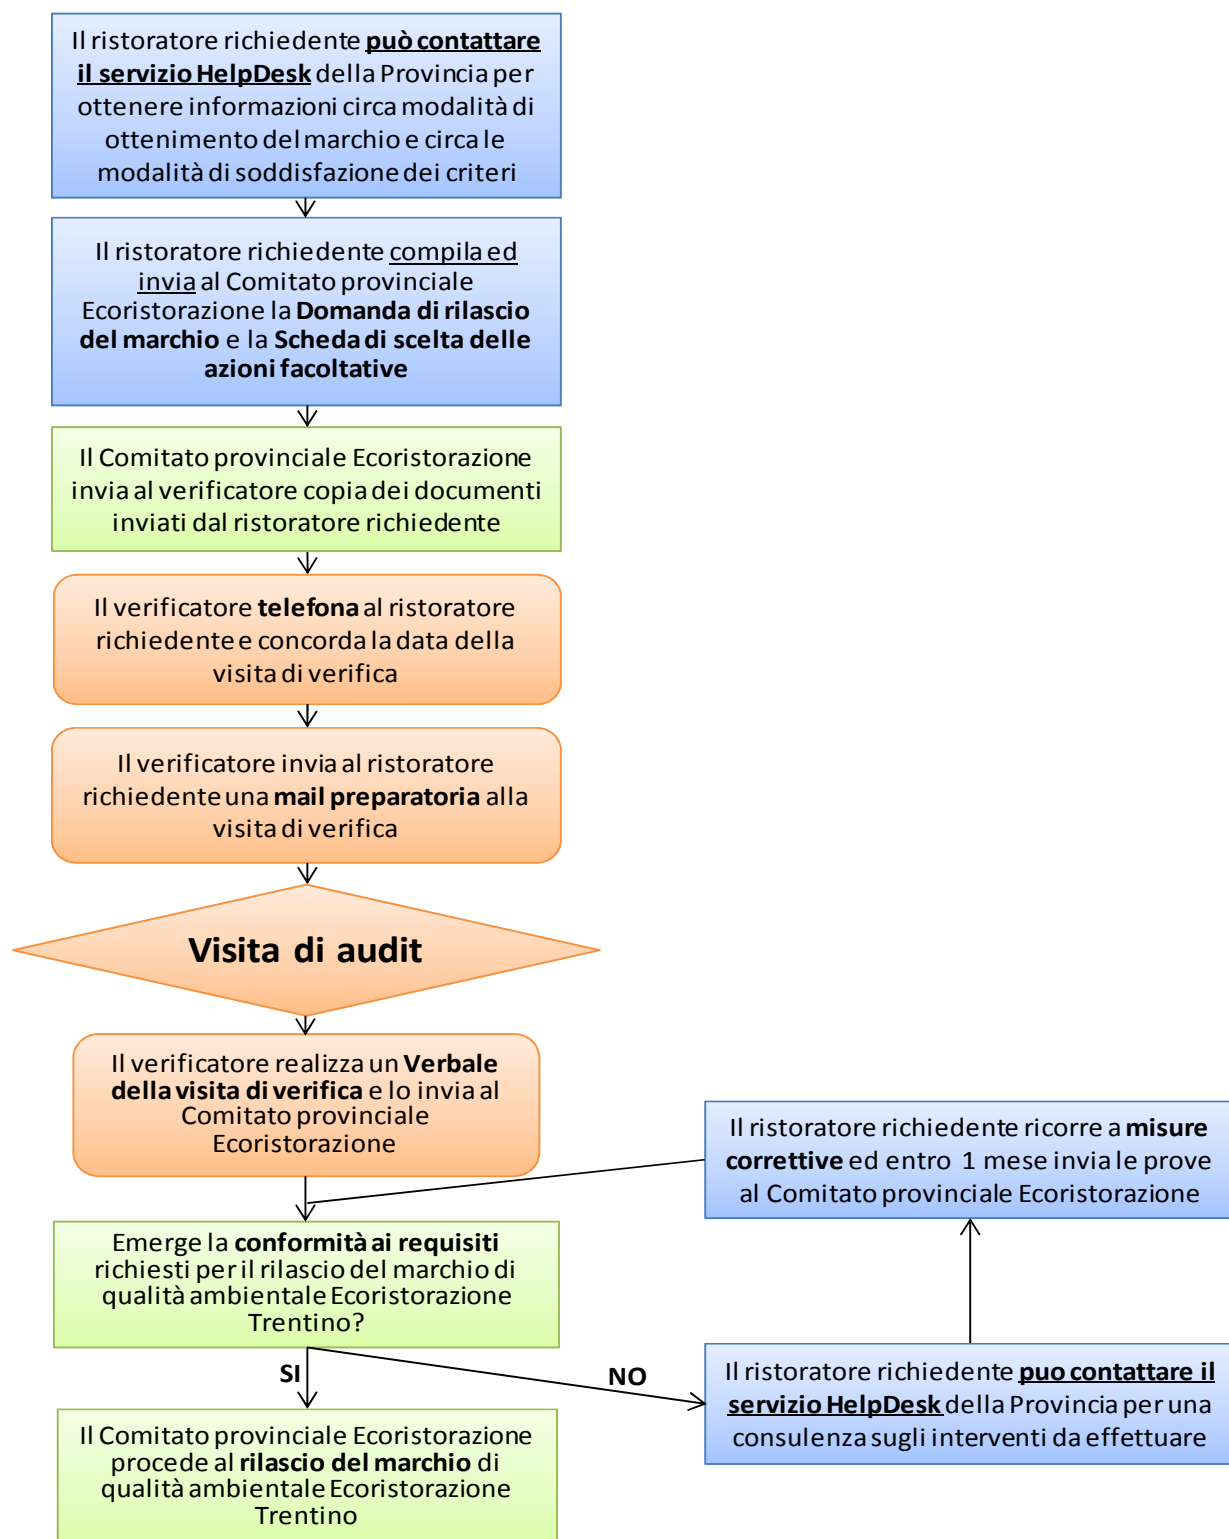 Il ristoratore richiedente può contattare
il servizio HelpDesk della Provincia per
ottenere informazioni circa modalità di
ottenimento del marchio e circa le
modalità di soddisfazione dei criteri
Il ristoratore richiedente compila ed
invia al Comitato provinciale
Ecoristorazione la Domanda di rilascio
del marchio e la Scheda di scelta delle
azioni facoltative
Il Comitato provinciale Ecoristorazione
invia al verificatore copia dei documenti
inviati dal ristoratore richiedente
Il verificatore telefona al ristoratore
richiedente e concorda la data della
visita di verifica
Il verificatore invia al ristoratore
richiedente una mail preparatoria alla
visita di verifica
Visita di audit
Il verificatore realizza un Verbale
della visita di verifica e lo invia al
Comitato provinciale
Ecoristorazione
Il ristoratore richiedente ricorre a misure
correttive ed entro 1 mese invia le prove
al Comitato provinciale Ecoristorazione
Emerge la conformità ai requisiti
richiesti per il rilascio del marchio di
qualità ambientale Ecoristorazione
Trentino?
SI
NO
Il ristoratore richiedente puo contattare il
servizio HelpDesk della Provincia per una
consulenza sugli interventi da effettuare
Il Comitato provinciale Ecoristorazione
procede al rilascio del marchio di
qualità ambientale Ecoristorazione
Trentino